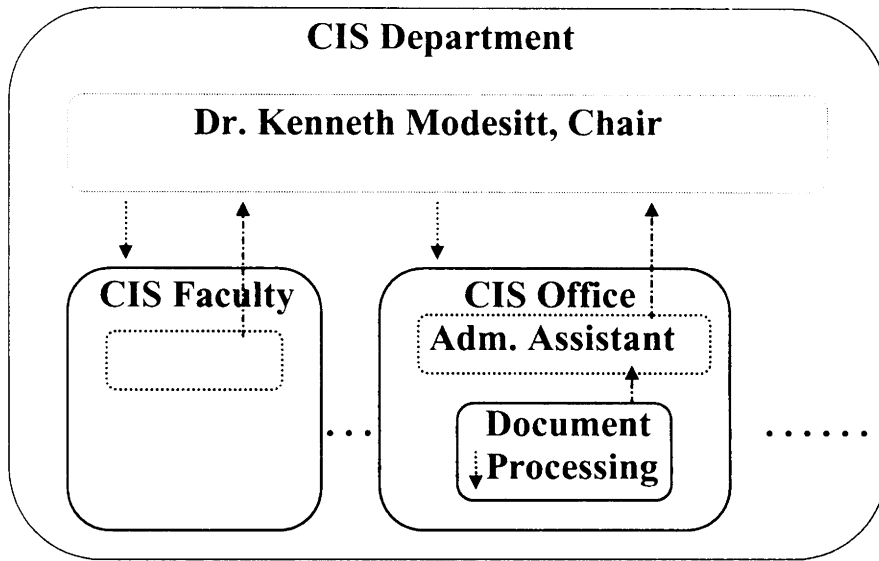 CIS Department
Dr. Kenneth Modesitt, Chair
CIS Faculty
CIS Office
Adm. Assistant
Document
Processing